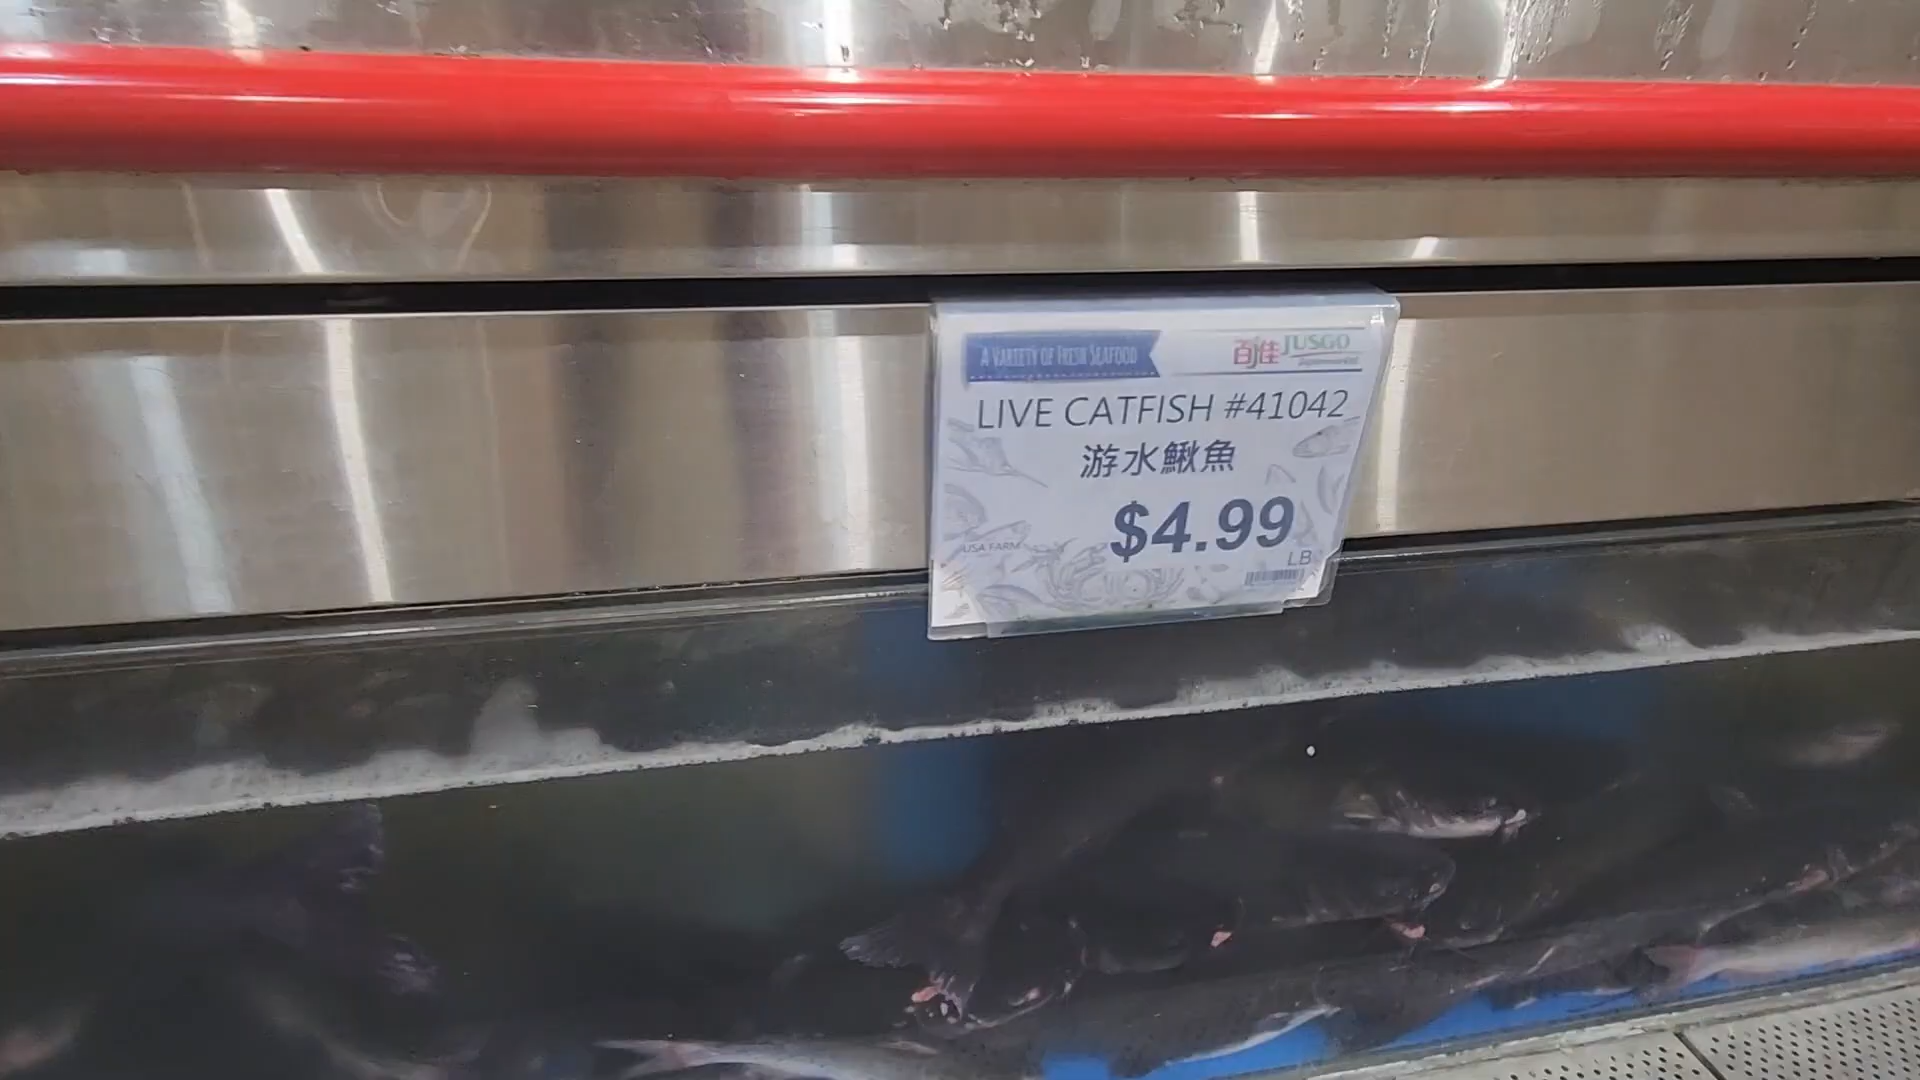 A VARIETY OF FRESH SEAFOOD
百佳 JUSGO
Supermarket
LIVE CATFISH #41042
游水鰍魚
$4.99
USA FARM
LB